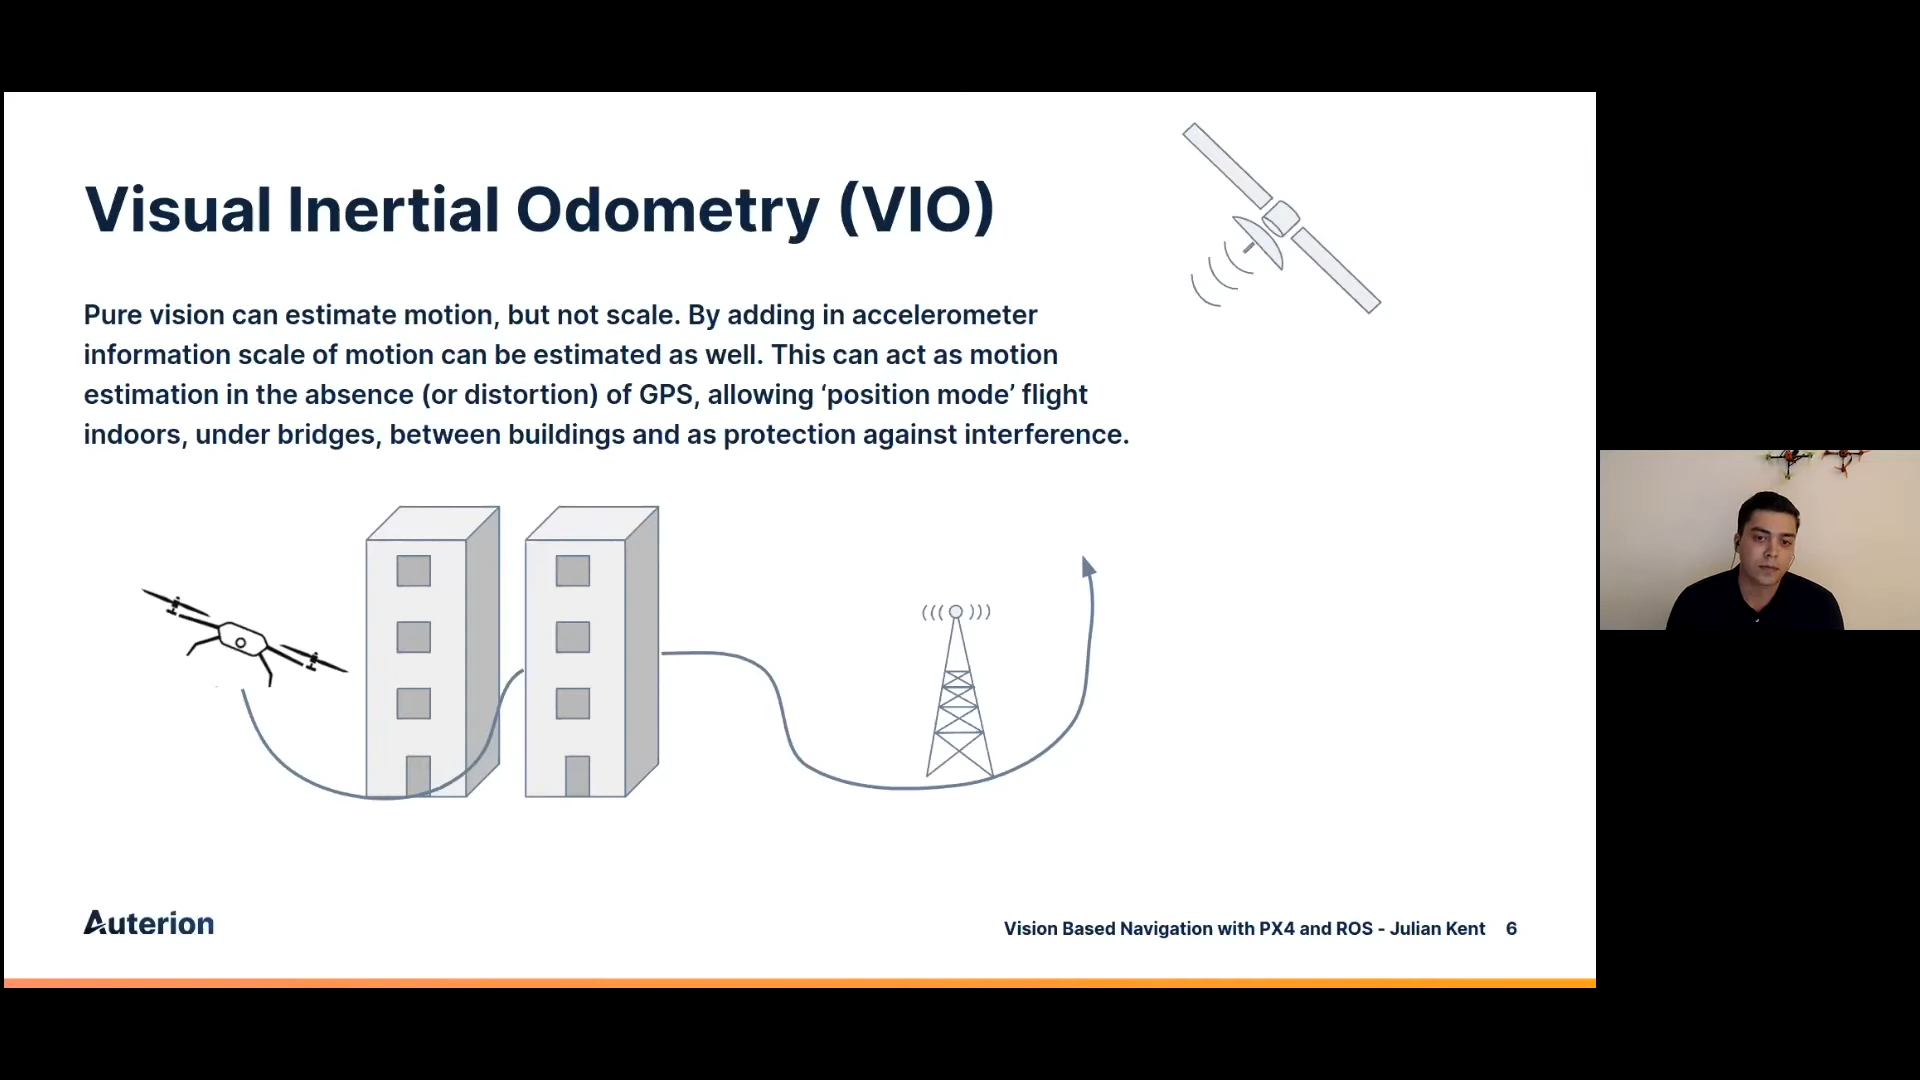 Visual Inertial Odometry (VIO)
Pure vision can estimate motion, but not scale. By adding in accelerometer
information scale of motion can be estimated as well. This can act as motion
estimation in the absence (or distortion) of GPS, allowing ‘position mode’ flight
indoors, under bridges, between buildings and as protection against interference.
Auterion
Vision Based Navigation with PX4 and ROS - Julian Kent 6